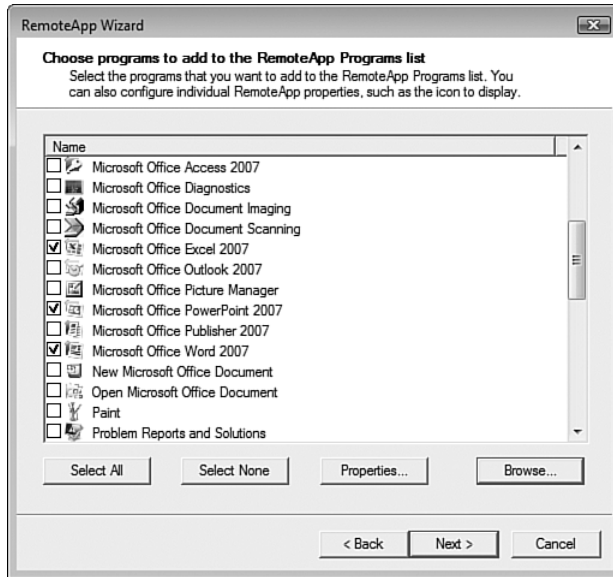 RemoteApp Wizard
Choose programs to add to the RemoteApp Programs list
Select the programs that you want to add to the RemoteApp Programs list. You
can also configure individual RemoteApp properties, such as the icon to display.
Name
Microsoft Office Access 2007
Microsoft Office Diagnostics
Microsoft Office Document Imaging
Microsoft Office Document Scanning
Microsoft Office Excel 2007
Microsoft Office Outlook 2007
Microsoft Office Picture Manager
Microsoft Office PowerPoint 2007
Microsoft Office Publisher 2007
Microsoft Office Word 2007
New Microsoft Office Document
Open Microsoft Office Document
Paint
Problem Reports and Solutions
Select All Select None Properties... Browse...
< Back Next > Cancel